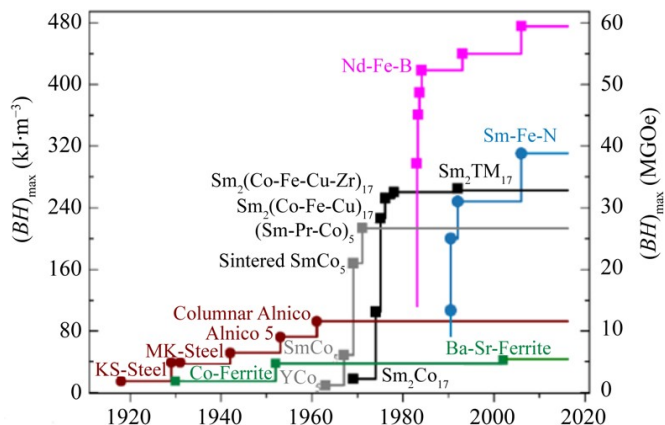 480
400
320
240
160
80
0
(BH)max (kJ·m−3)
60
50
40
30
20
10
0
(BH)max (MGOe)
1920
1940
1960
1980
2000
2020
Nd-Fe-B
Sm-Fe-N
Sm2TM17
Sm2(Co-Fe-Cu-Zr)17
Sm2(Co-Fe-Cu)17
(Sm-Pr-Co)5
Sintered SmCo5
Columnar Alnico
Alnico 5
MK-Steel
SmCo5
Ba-Sr-Ferrite
KS-Steel
Co-Ferrite
YCo5
Sm2Co17